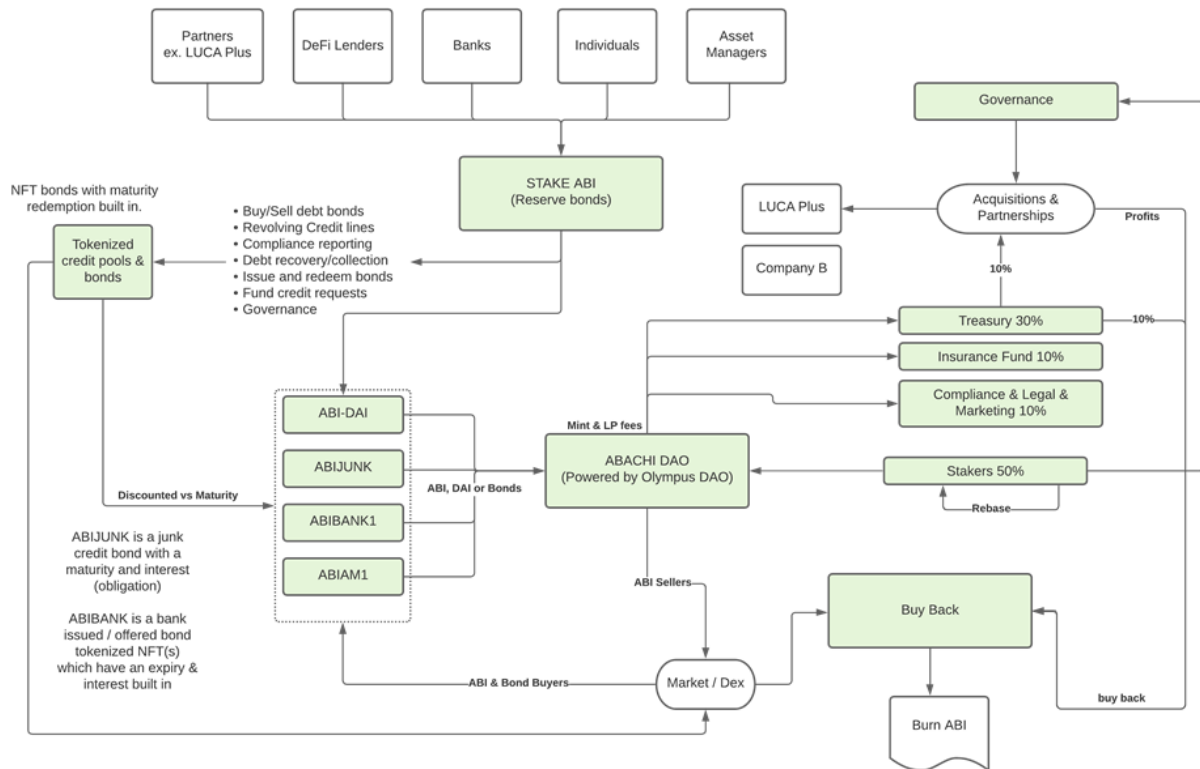 Partners
ex. LUCA Plus
DeFi Lenders
Banks
Individuals
Asset
Managers
Governance
STAKE ABI
(Reserve bonds)
NFT bonds with maturity
redemption built in.
Tokenized
credit pools &
bonds
• Buy/Sell debt bonds
• Revolving Credit lines
• Compliance reporting
• Debt recovery/collection
• Issue and redeem bonds
• Fund credit requests
• Governance
LUCA Plus
Company B
Acquisitions &
Partnerships
Profits
10%
Treasury 30%
10%
Insurance Fund 10%
Compliance & Legal &
Marketing 10%
ABI-DAI
ABIJUNK
ABIBANK1
ABIAM1
Mint & LP fees
ABACHI DAO
(Powered by Olympus DAO)
ABI, DAI or Bonds
Stakers 50%
Rebase
Discounted vs Maturity
ABIJUNK is a junk
credit bond with a
maturity and interest
(obligation)
ABIBANK is a bank
issued / offered bond
tokenized NFT(s)
which have an expiry &
interest built in
ABI Sellers
Buy Back
ABI & Bond Buyers
Market / Dex
buy back
Burn ABI